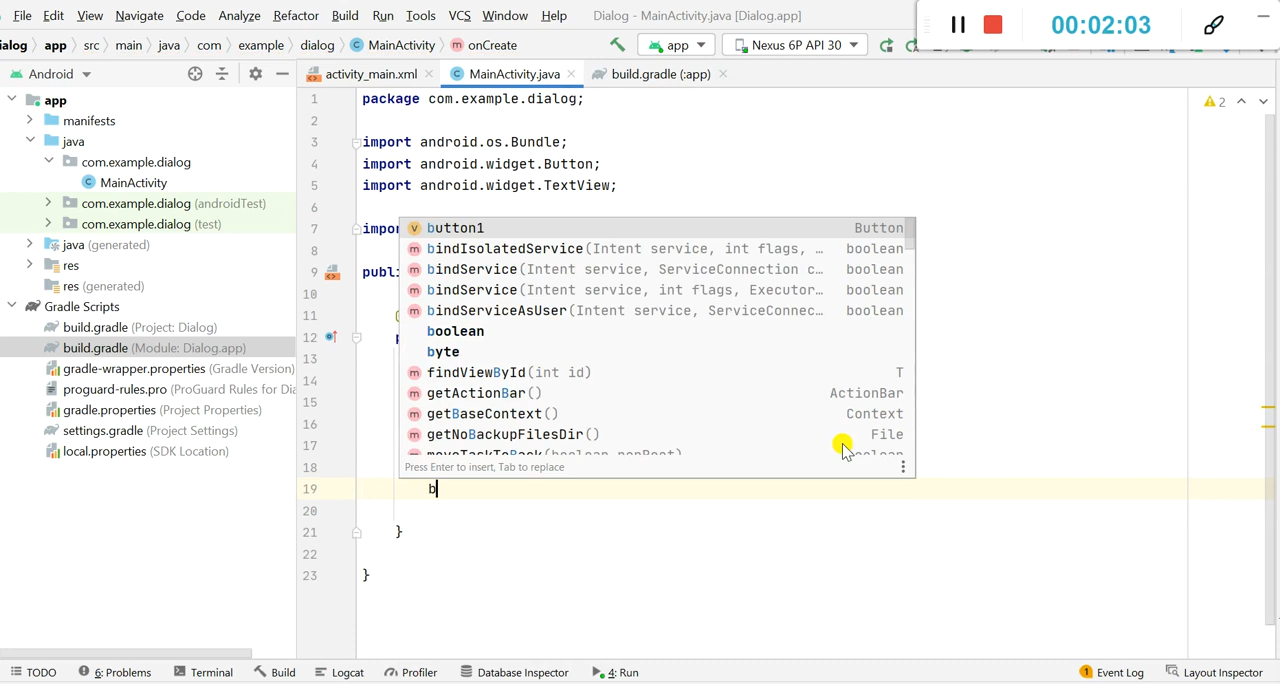 File Edit View Navigate Code Analyze Refactor Build Run Tools VCS Window Help Dialog - MainActivity.java [Dialog.app]
00:02:03
ialog app src main java com example dialog MainActivity onCreate app Nexus 6P API 30
Android
activity_main.xml MainActivity.java build.gradle (:app)
app
manifests
java
com.example.dialog
MainActivity
com.example.dialog (androidTest)
com.example.dialog (test)
java (generated)
res
res (generated)
Gradle Scripts
build.gradle (Project: Dialog)
build.gradle (Module: Dialog.app)
gradle-wrapper.properties (Gradle Version)
proguard-rules.pro (ProGuard Rules for Dia
gradle.properties (Project Properties)
settings.gradle (Project Settings)
local.properties (SDK Location)
2
1 package com.example.dialog;
2
3 import android.os.Bundle;
4 import android.widget.Button;
5 import android.widget.TextView;
6
7 impor
8
9 publi
10
11
12
13
14
15
16
17
18
19 b
20
21 }
22
23 }
button1 Button
bindIsolatedService(Intent service, int flags, … boolean
bindService(Intent service, ServiceConnection c… boolean
bindService(Intent service, int flags, Executor… boolean
bindServiceAsUser(Intent service, ServiceConnec… boolean
boolean
byte
findViewById(int id) T
getActionBar() ActionBar
getBaseContext() Context
getNoBackupFilesDir() File
moveTaskToBack(boolean nonRoot) boolean
Press Enter to insert, Tab to replace
TODO 6: Problems Terminal Build Logcat Profiler Database Inspector 4: Run 1 Event Log Layout Inspector